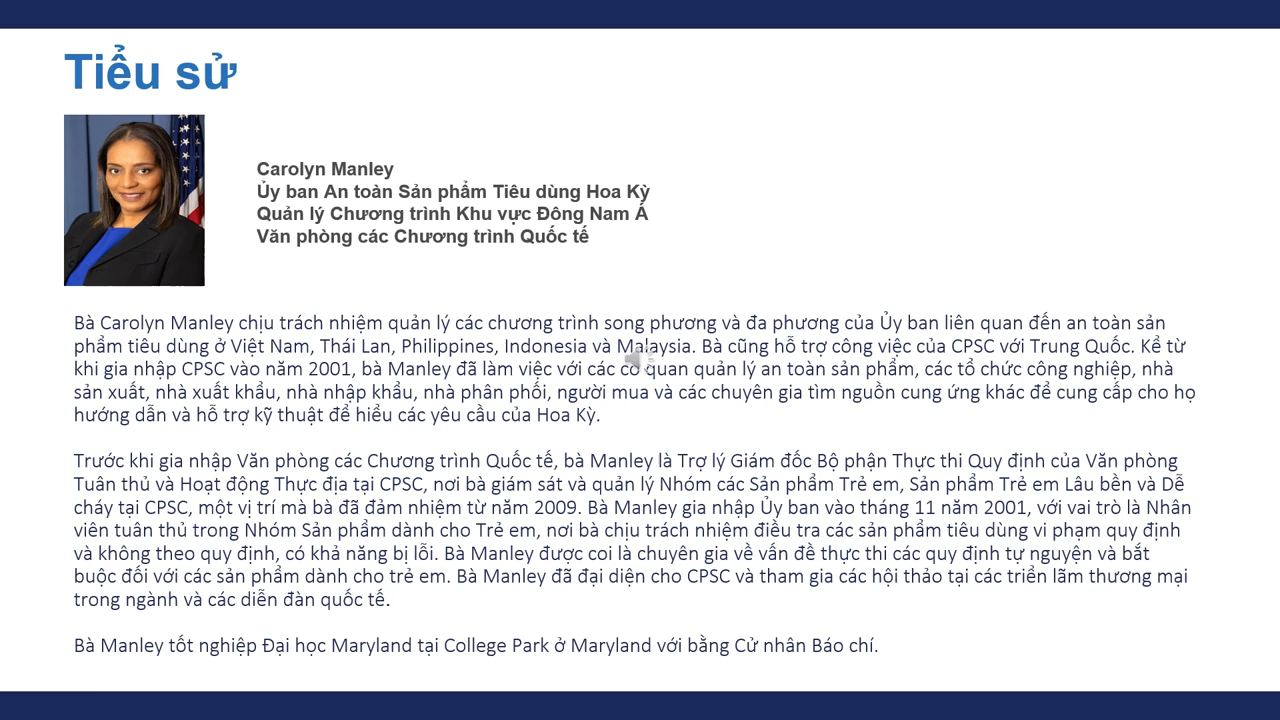 Tiểu sử
Carolyn Manley
Ủy ban An toàn Sản phẩm Tiêu dùng Hoa Kỳ
Quản lý Chương trình Khu vực Đông Nam Á
Văn phòng các Chương trình Quốc tế
Bà Carolyn Manley chịu trách nhiệm quản lý các chương trình song phương và đa phương của Ủy ban liên quan đến an toàn sản
phẩm tiêu dùng ở Việt Nam, Thái Lan, Philippines, Indonesia và Malaysia. Bà cũng hỗ trợ công việc của CPSC với Trung Quốc. Kể từ
khi gia nhập CPSC vào năm 2001, bà Manley đã làm việc với các cơ quan quản lý an toàn sản phẩm, các tổ chức công nghiệp, nhà
sản xuất, nhà xuất khẩu, nhà nhập khẩu, nhà phân phối, người mua và các chuyên gia tìm nguồn cung ứng khác để cung cấp cho họ
hướng dẫn và hỗ trợ kỹ thuật để hiểu các yêu cầu của Hoa Kỳ.
Trước khi gia nhập Văn phòng các Chương trình Quốc tế, bà Manley là Trợ lý Giám đốc Bộ phận Thực thi Quy định của Văn phòng
Tuân thủ và Hoạt động Thực địa tại CPSC, nơi bà giám sát và quản lý Nhóm các Sản phẩm Trẻ em, Sản phẩm Trẻ em Lâu bền và Dễ
cháy tại CPSC, một vị trí mà bà đã đảm nhiệm từ năm 2009. Bà Manley gia nhập Ủy ban vào tháng 11 năm 2001, với vai trò là Nhân
viên tuân thủ trong Nhóm Sản phẩm dành cho Trẻ em, nơi bà chịu trách nhiệm điều tra các sản phẩm tiêu dùng vi phạm quy định
và không theo quy định, có khả năng bị lỗi. Bà Manley được coi là chuyên gia về vấn đề thực thi các quy định tự nguyện và bắt
buộc đối với các sản phẩm dành cho trẻ em. Bà Manley đã đại diện cho CPSC và tham gia các hội thảo tại các triển lãm thương mại
trong ngành và các diễn đàn quốc tế.
Bà Manley tốt nghiệp Đại học Maryland tại College Park ở Maryland với bằng Cử nhân Báo chí.